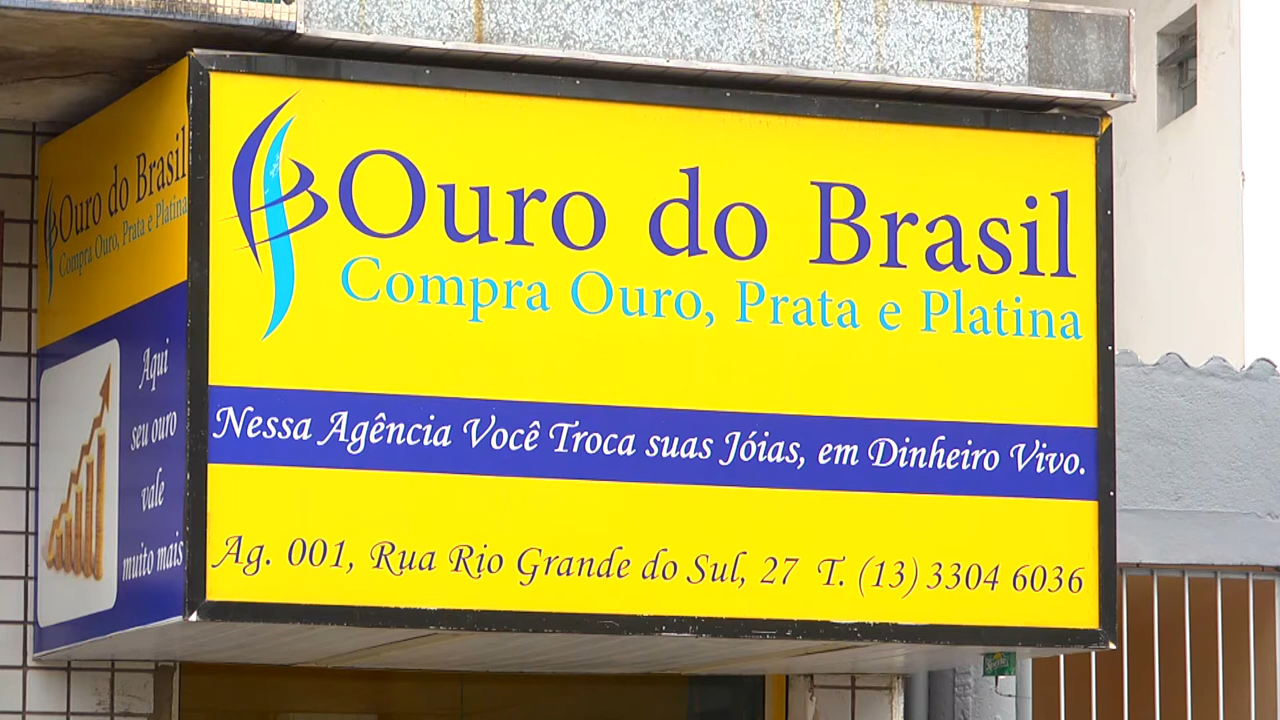 Ouro do Brasil
Compra Ouro, Prata e Platina
Aqui
seu ouro
vale
muito mais
Ouro do Brasil
Compra Ouro, Prata e Platina
Nessa Agência Você Troca suas Jóias, em Dinheiro Vivo.
Ag. 001, Rua Rio Grande do Sul, 27 T. (13) 3304 6036